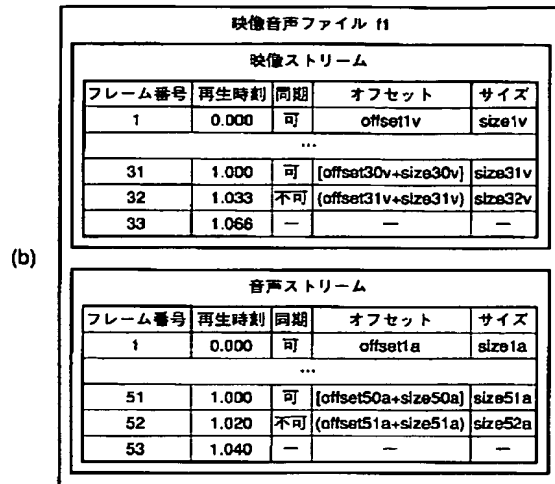 (b)
映像音声ファイル f1
映像ストリーム
フレーム番号 再生時刻 同期 オフセット サイズ
1 0.000 可 offset1v size1v
...
31 1.000 可 [offset30v+size30v] size31v
32 1.033 不可 (offset31v+size31v) size32v
33 1.066 — — —
音声ストリーム
フレーム番号 再生時刻 同期 オフセット サイズ
1 0.000 可 offset1a size1a
...
51 1.000 可 [offset50a+size50a] size51a
52 1.020 不可 (offset51a+size51a) size52a
53 1.040 — — —